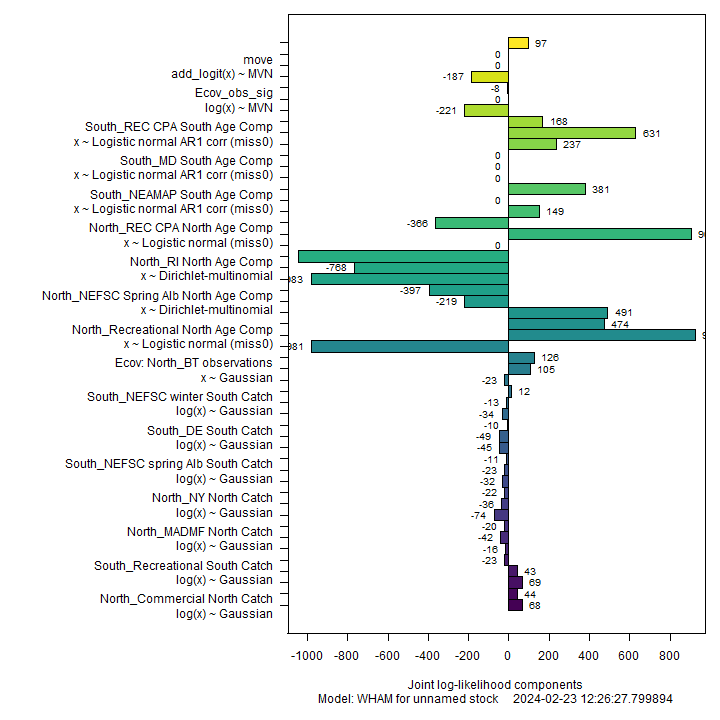 97
move
0
0
add_logit(x) ~ MVN
-187
-8
Ecov_obs_sig
0
log(x) ~ MVN
-221
South_REC CPA South Age Comp
168
631
x ~ Logistic normal AR1 corr (miss0)
237
South_MD South Age Comp
0
0
x ~ Logistic normal AR1 corr (miss0)
0
381
South_NEAMAP South Age Comp
0
x ~ Logistic normal AR1 corr (miss0)
149
-366
North_REC CPA North Age Comp
x ~ Logistic normal (miss0)
0
North_RI North Age Comp
-768
x ~ Dirichlet-multinomial
983
-397
North_NEFSC Spring Alb North Age Comp
-219
x ~ Dirichlet-multinomial
491
474
North_Recreational North Age Comp
x ~ Logistic normal (miss0)
981
Ecov: North_BT observations
126
105
x ~ Gaussian
-23
12
South_NEFSC winter South Catch
-13
log(x) ~ Gaussian
-34
-10
South_DE South Catch
-49
log(x) ~ Gaussian
-45
-11
South_NEFSC spring Alb South Catch
-23
log(x) ~ Gaussian
-32
-22
North_NY North Catch
-36
log(x) ~ Gaussian
-74
-20
North_MADMF North Catch
-42
log(x) ~ Gaussian
-16
-23
South_Recreational South Catch
43
log(x) ~ Gaussian
69
44
North_Commercial North Catch
68
log(x) ~ Gaussian
-1000 -800 -600 -400 -200 0 200 400 600 800
Joint log-likelihood components
Model: WHAM for unnamed stock 2024-02-23 12:26:27.799894